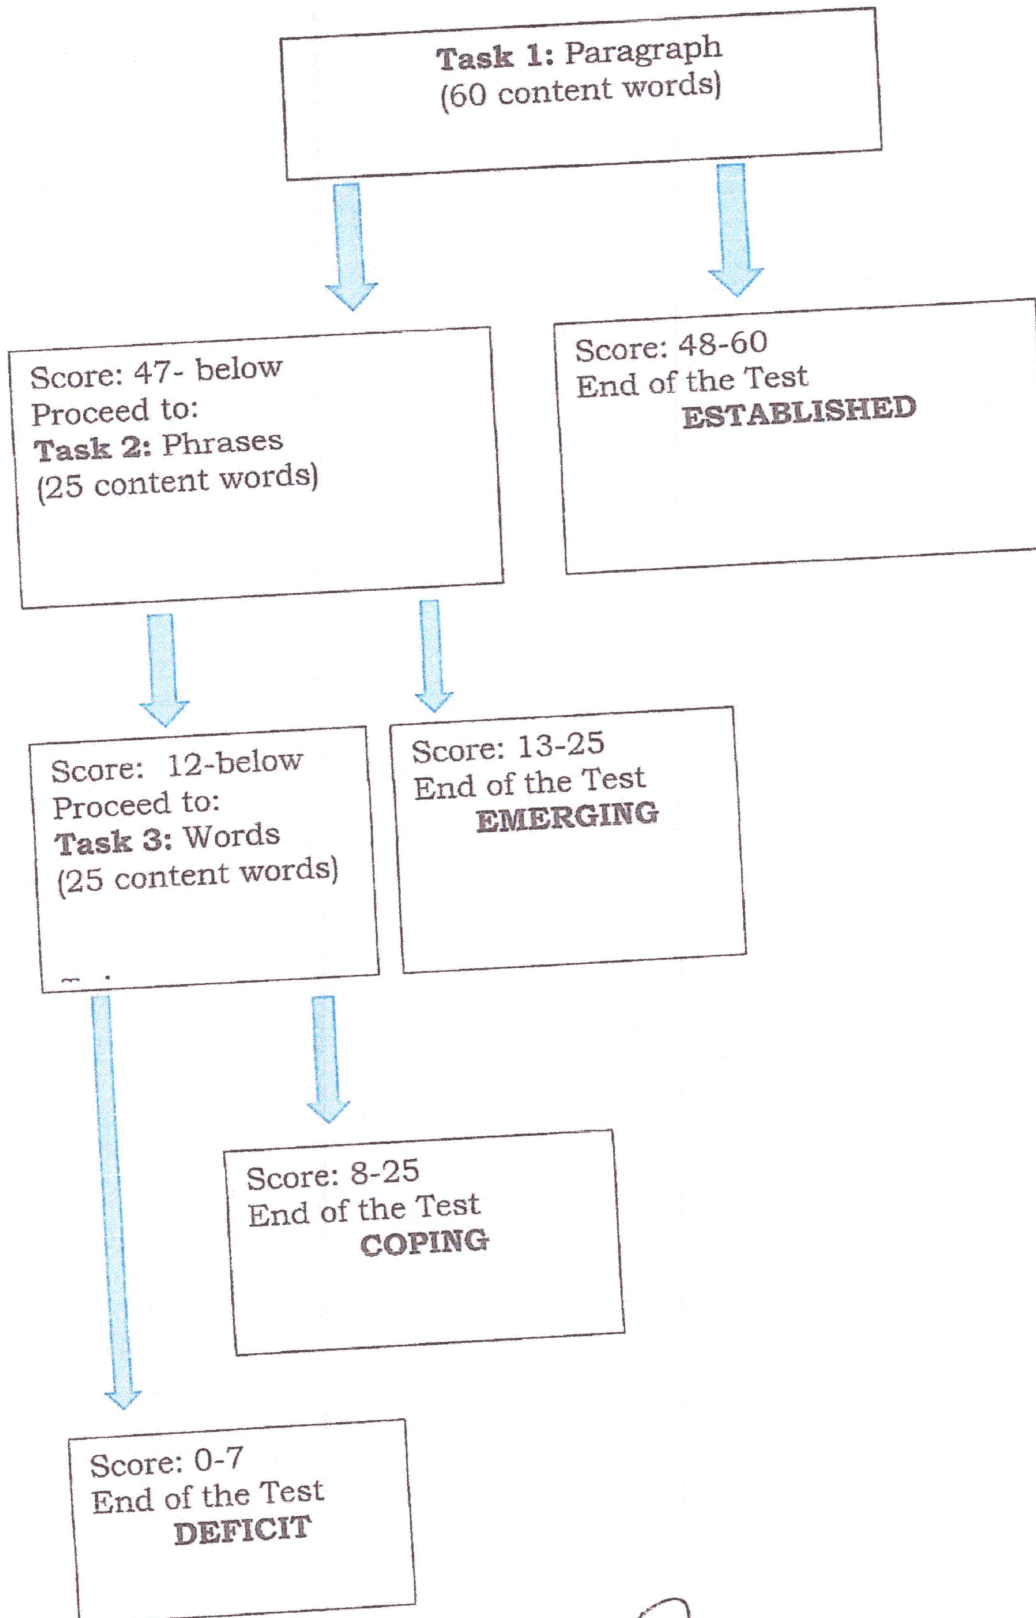 Task 1: Paragraph
(60 content words)
Score: 47- below
Proceed to:
Task 2: Phrases
(25 content words)
Score: 48-60
End of the Test
ESTABLISHED
Score: 12-below
Proceed to:
Task 3: Words
(25 content words)
Score: 13-25
End of the Test
EMERGING
Score: 8-25
End of the Test
COPING
Score: 0-7
End of the Test
DEFICIT